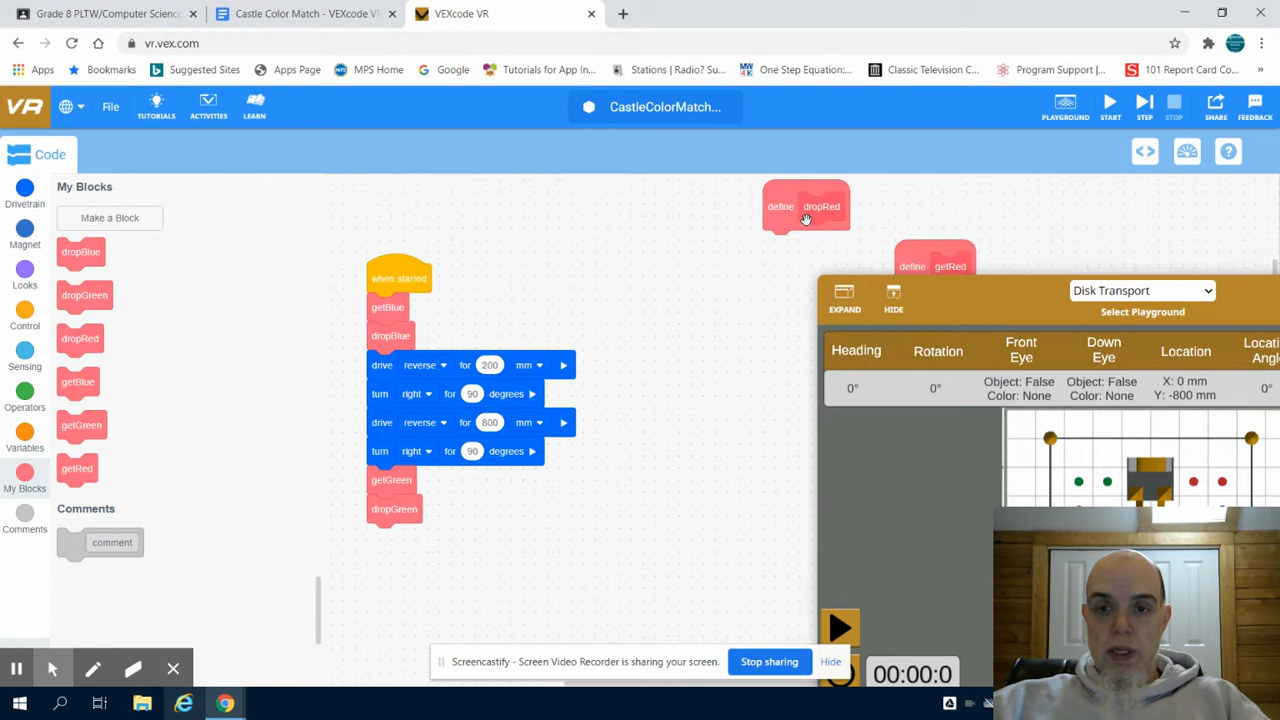 Grade 8 PLTW/Computer Science
Castle Color Match - VEXcode VR
VEXcode VR
vr.vex.com
Apps
Bookmarks
Suggested Sites
Apps Page
MPS Home
Google
Tutorials for App In...
Stations | Radio? Su...
One Step Equation:...
Classic Television C...
Program Support |...
101 Report Card Co...
»
VR
File
TUTORIALS
ACTIVITIES
LEARN
CastleColorMatch...
PLAYGROUND
START
STEP
STOP
SHARE
FEEDBACK
Code
Drivetrain
Magnet
Looks
Control
Sensing
Operators
Variables
My Blocks
Comments
My Blocks
Make a Block
dropBlue
dropGreen
dropRed
getBlue
getGreen
getRed
Comments
comment
when started
getBlue
dropBlue
drive reverse for 200 mm
turn right for 90 degrees
drive reverse for 800 mm
turn right for 90 degrees
getGreen
dropGreen
define dropRed
define getRed
EXPAND
HIDE
Disk Transport
Select Playground
Heading
Rotation
Front Eye
Down Eye
Location
Locati
Angl
0°
0°
Object: False
Color: None
Object: False
Color: None
X: 0 mm
Y: -800 mm
0°
00:00:0
Screencastify - Screen Video Recorder is sharing your screen.
Stop sharing
Hide